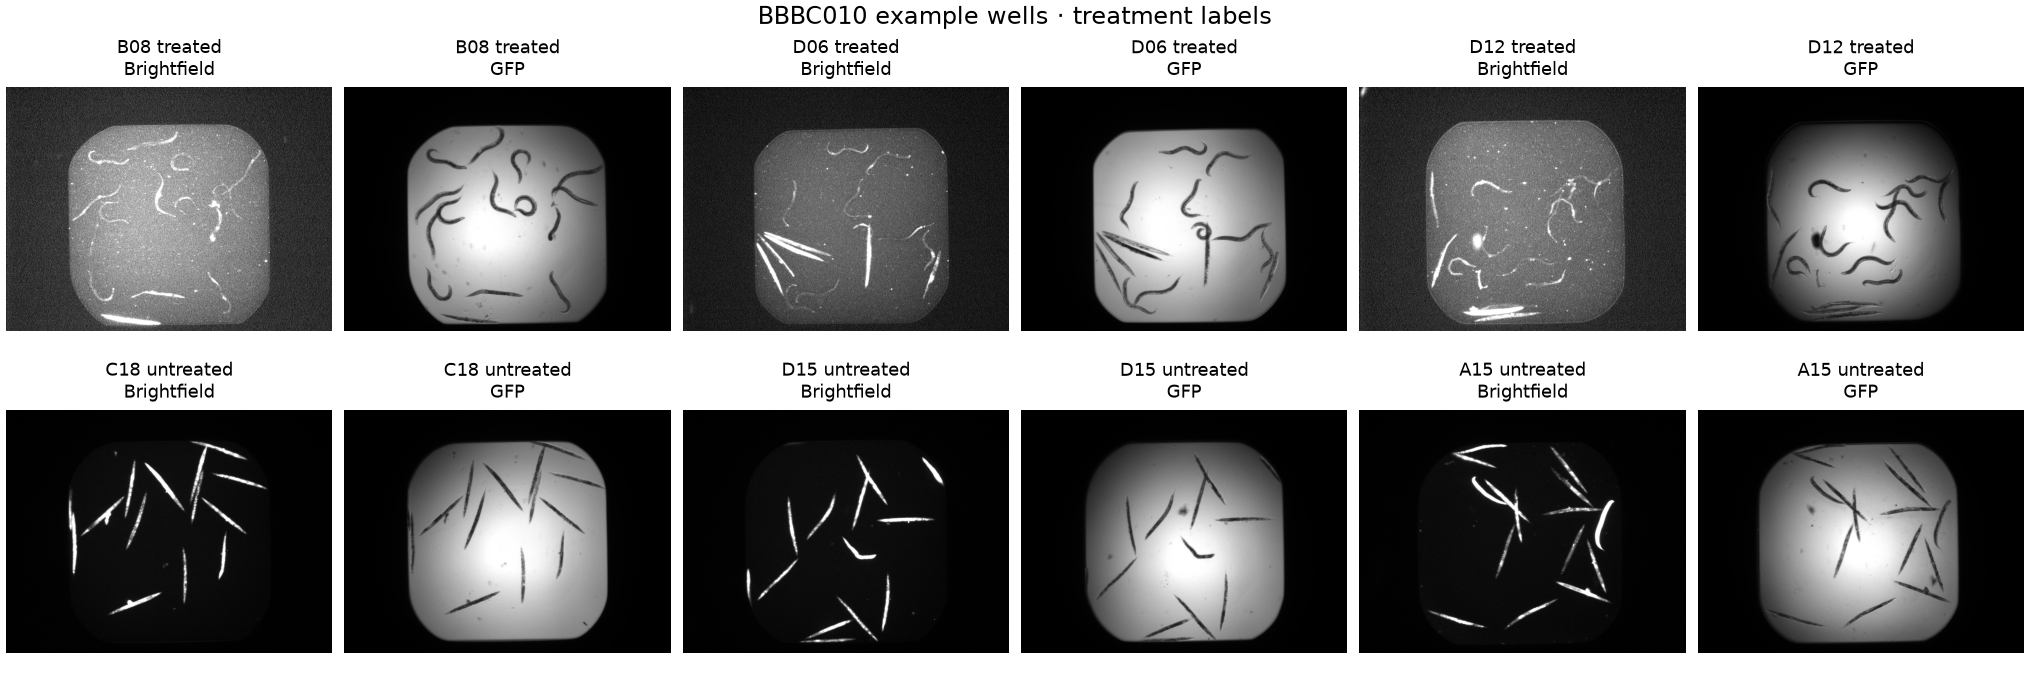 BBBC010 example wells · treatment labels
B08 treated
Brightfield
B08 treated
GFP
D06 treated
Brightfield
D06 treated
GFP
D12 treated
Brightfield
D12 treated
GFP
C18 untreated
Brightfield
C18 untreated
GFP
D15 untreated
Brightfield
D15 untreated
GFP
A15 untreated
Brightfield
A15 untreated
GFP